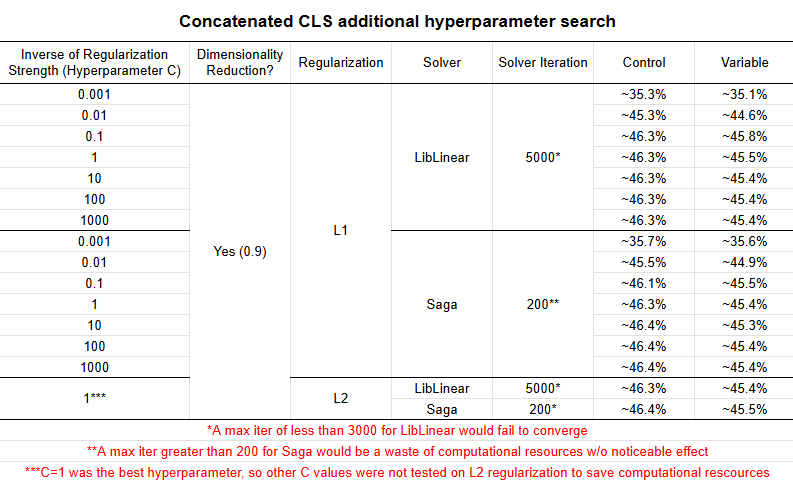 Concatenated CLS additional hyperparameter search
Inverse of Regularization Strength (Hyperparameter C) Dimensionality Reduction? Regularization Solver Solver Iteration Control Variable
0.001 ~35.3% ~35.1%
0.01 ~45.3% ~44.6%
0.1 ~46.3% ~45.8%
1 LibLinear 5000* ~46.3% ~45.5%
10 ~46.3% ~45.4%
100 ~46.3% ~45.4%
1000 ~46.3% ~45.4%
L1
0.001 ~35.7% ~35.6%
Yes (0.9)
0.01 ~45.5% ~44.9%
0.1 ~46.1% ~45.5%
1 Saga 200** ~46.3% ~45.4%
10 ~46.4% ~45.3%
100 ~46.4% ~45.4%
1000 ~46.4% ~45.4%
1*** L2 LibLinear 5000* ~46.3% ~45.4%
Saga 200* ~46.4% ~45.5%
*A max iter of less than 3000 for LibLinear would fail to converge
**A max iter greater than 200 for Saga would be a waste of computational resources w/o noticeable effect
***C=1 was the best hyperparameter, so other C values were not tested on L2 regularization to save computational rescources